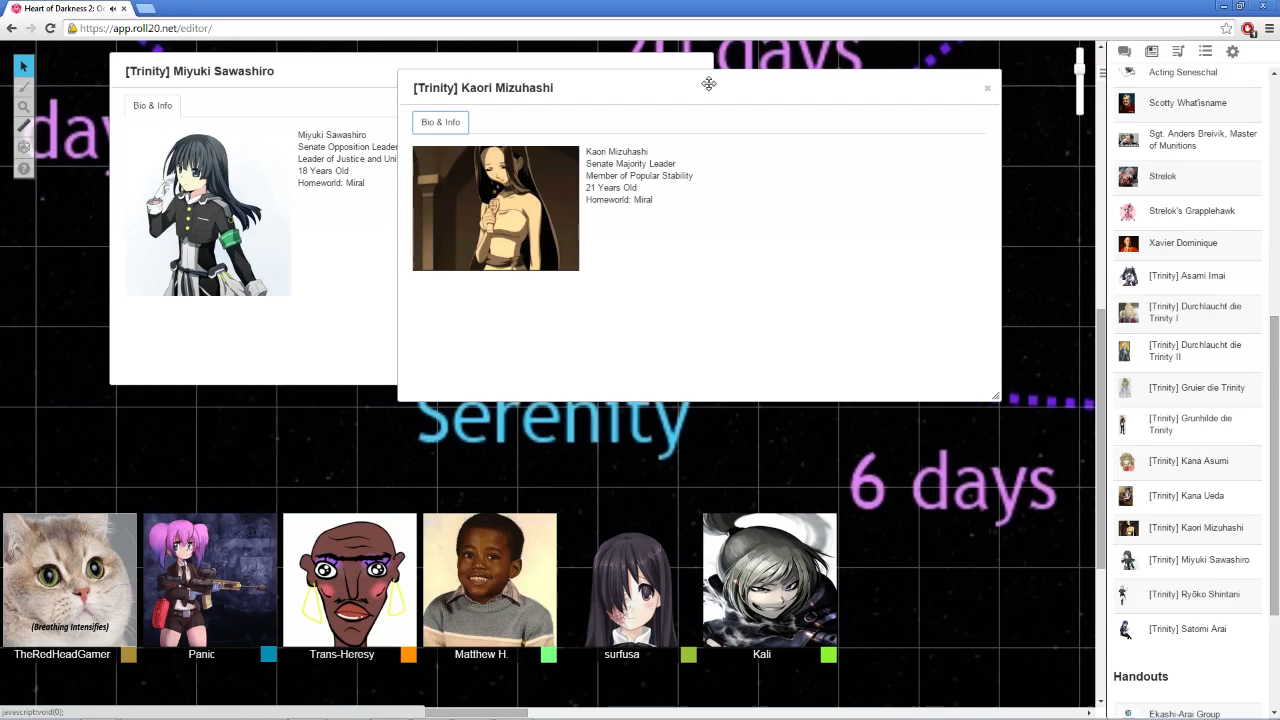 Heart of Darkness 2: Oc
https://app.roll20.net/editor/
20 days
[Trinity] Miyuki Sawashiro
Bio & Info
Miyuki Sawashiro
Senate Opposition Leader
Leader of Justice and Uni
18 Years Old
Homeworld: Miral
[Trinity] Kaori Mizuhashi
×
Bio & Info
Kaori Mizuhashi
Senate Majority Leader
Member of Popular Stability
21 Years Old
Homeworld: Miral
day
Serenity
6 days
(Breathing Intensifies)
TheRedHeadGamer
Panic
Trans-Heresy
Matthew H.
surfusa
Kali
javascript:void(0);
Acting Seneschal
Scotty What'isname
Sgt. Anders Breivik, Master
of Munitions
Strelok
Strelok's Grapplehawk
Xavier Dominique
[Trinity] Asami Imai
[Trinity] Durchlaucht die
Trinity I
[Trinity] Durchlaucht die
Trinity II
[Trinity] Gruier die Trinity
[Trinity] Grunhilde die
Trinity
[Trinity] Kana Asumi
[Trinity] Kana Ueda
[Trinity] Kaori Mizuhashi
[Trinity] Miyuki Sawashiro
[Trinity] Ryōko Shintani
[Trinity] Satomi Arai
Handouts
Ekashi-Arai Group